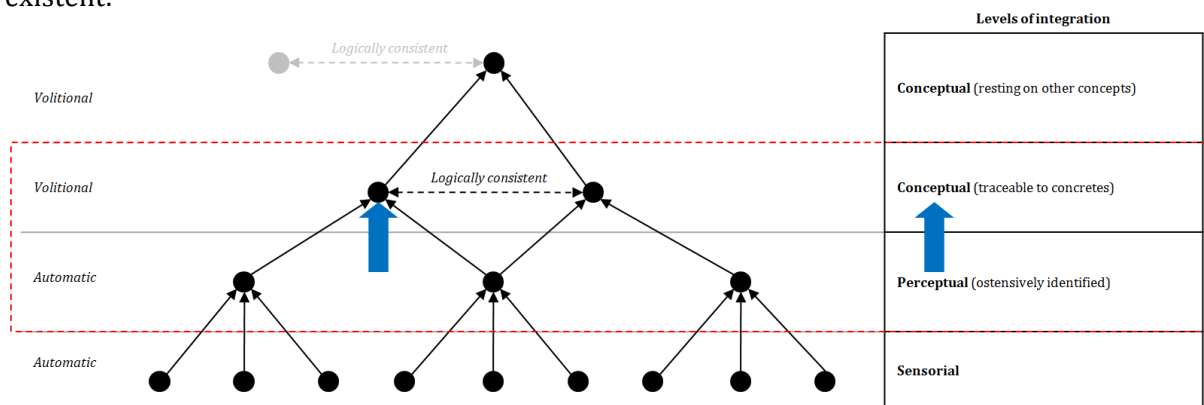 existent.
Levels of integration
Logically consistent
Volitional
Conceptual (resting on other concepts)
Volitional
Logically consistent
Conceptual (traceable to concretes)
Automatic
Perceptual (ostensively identified)
Automatic
Sensorial